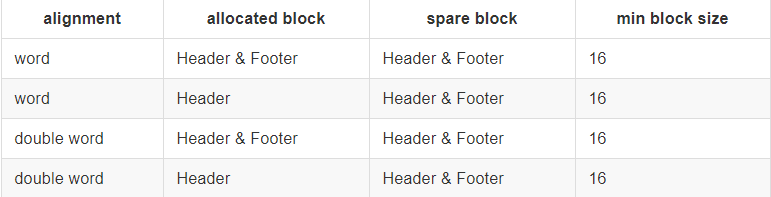 alignment allocated block spare block min block size
word Header & Footer Header & Footer 16
word Header Header & Footer 16
double word Header & Footer Header & Footer 16
double word Header Header & Footer 16